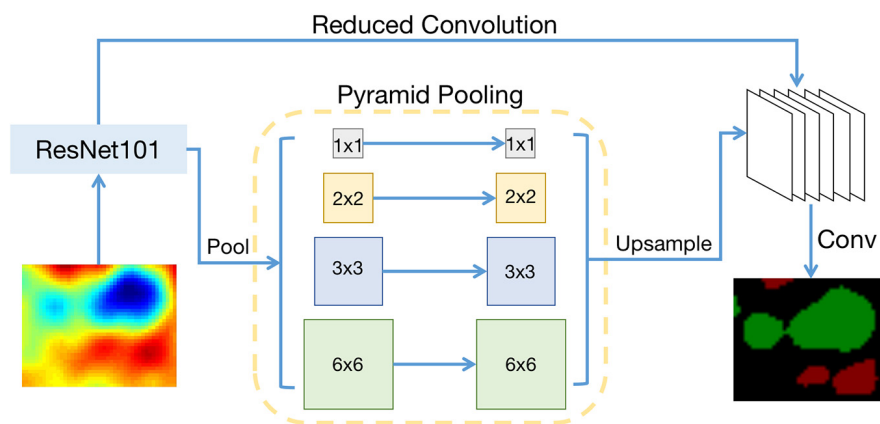 Reduced Convolution
Pyramid Pooling
ResNet101
1x1
1x1
2x2
2x2
Pool
Upsample
Conv
3x3
3x3
6x6
6x6